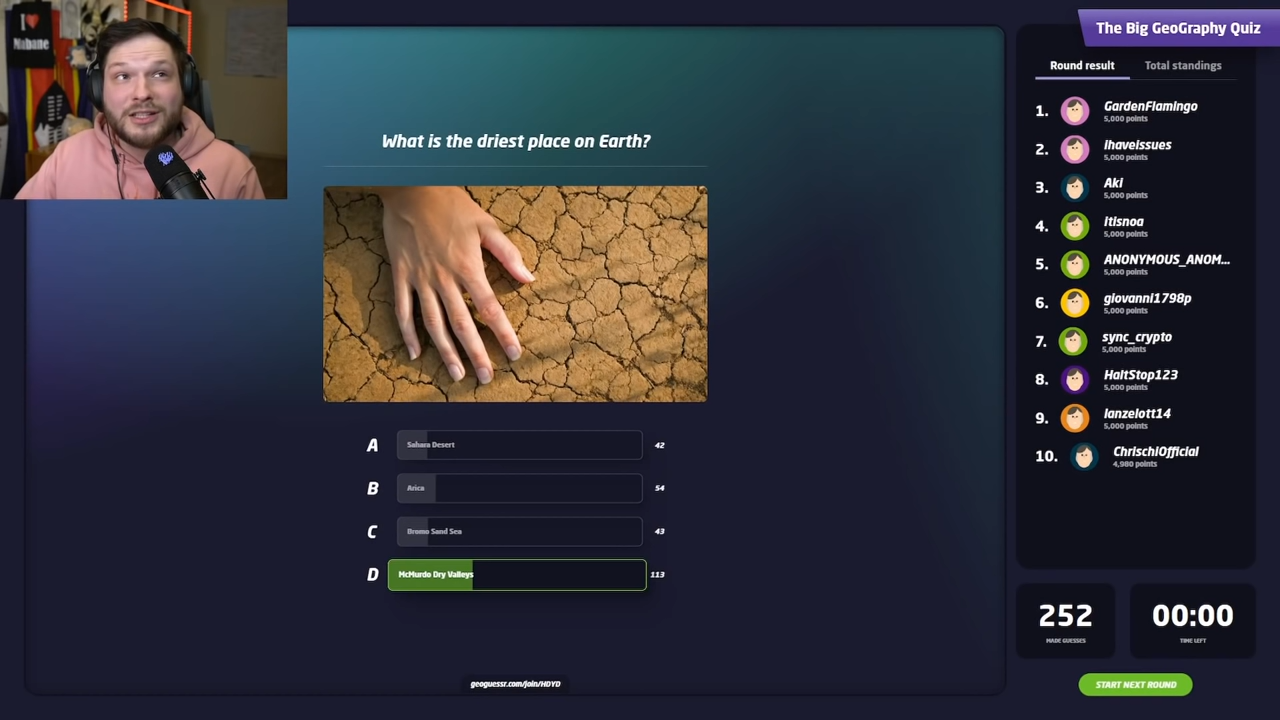 I ❤
Nabane
The Big GeoGraphy Quiz
Round result
Total standings
What is the driest place on Earth?
A
Sahara Desert
42
B
Arica
54
C
Dromo Sand Sea
43
D
McMurdo Dry Valleys
113
geoguessr.com/join/HDYD
1.
GardenFlamingo
5,000 points
2.
ihaveissues
5,000 points
3.
Aki
5,000 points
4.
itisnoa
5,000 points
5.
ANONYMOUS_ANOM...
5,000 points
6.
giovanni1798p
5,000 points
7.
sync_crypto
5,000 points
8.
HaltStop123
5,000 points
9.
lanzelott14
5,000 points
10.
ChrischiOfficial
4,980 points
252
MADE GUESSES
00:00
TIME LEFT
START NEXT ROUND